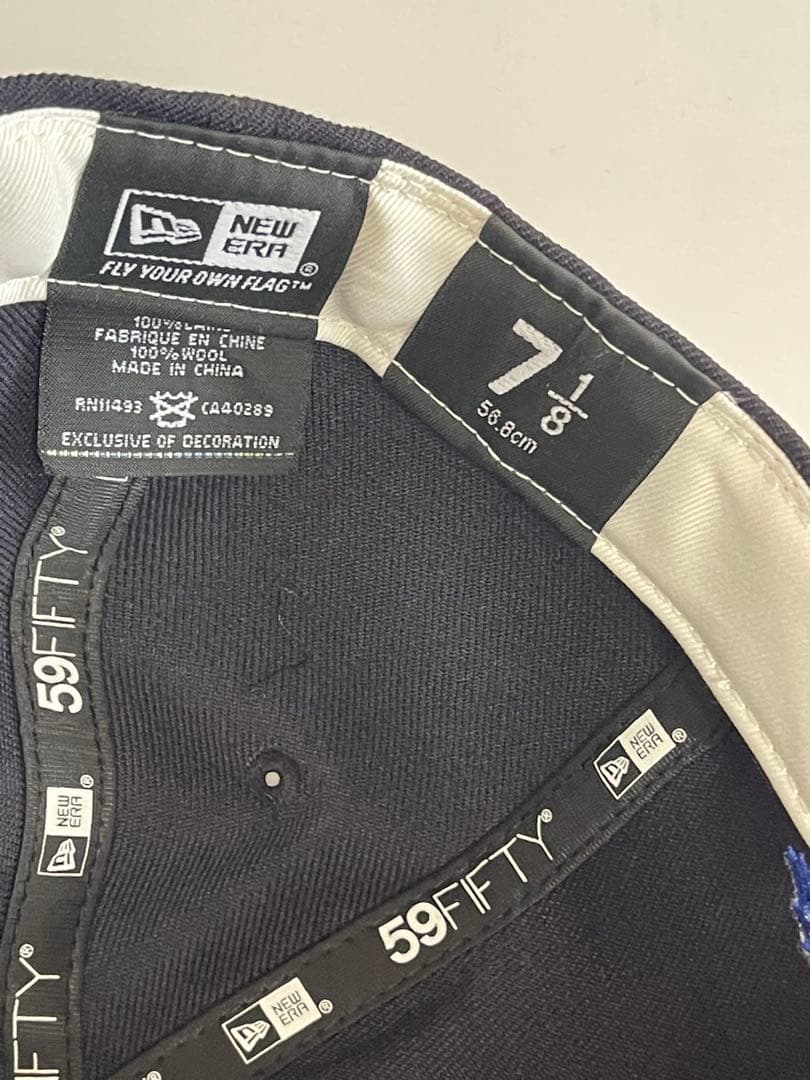 NEW
ERA
®
FLY YOUR OWN FLAG™
FABRIQUE EN CHINE
100% WOOL
MADE IN CHINA
RN11493 CA40289
EXCLUSIVE OF DECORATION
7 1/8
56.8cm
59FIFTY®
NEW
ERA
®
NEW
ERA
®
59FIFTY®
NEW
ERA
®